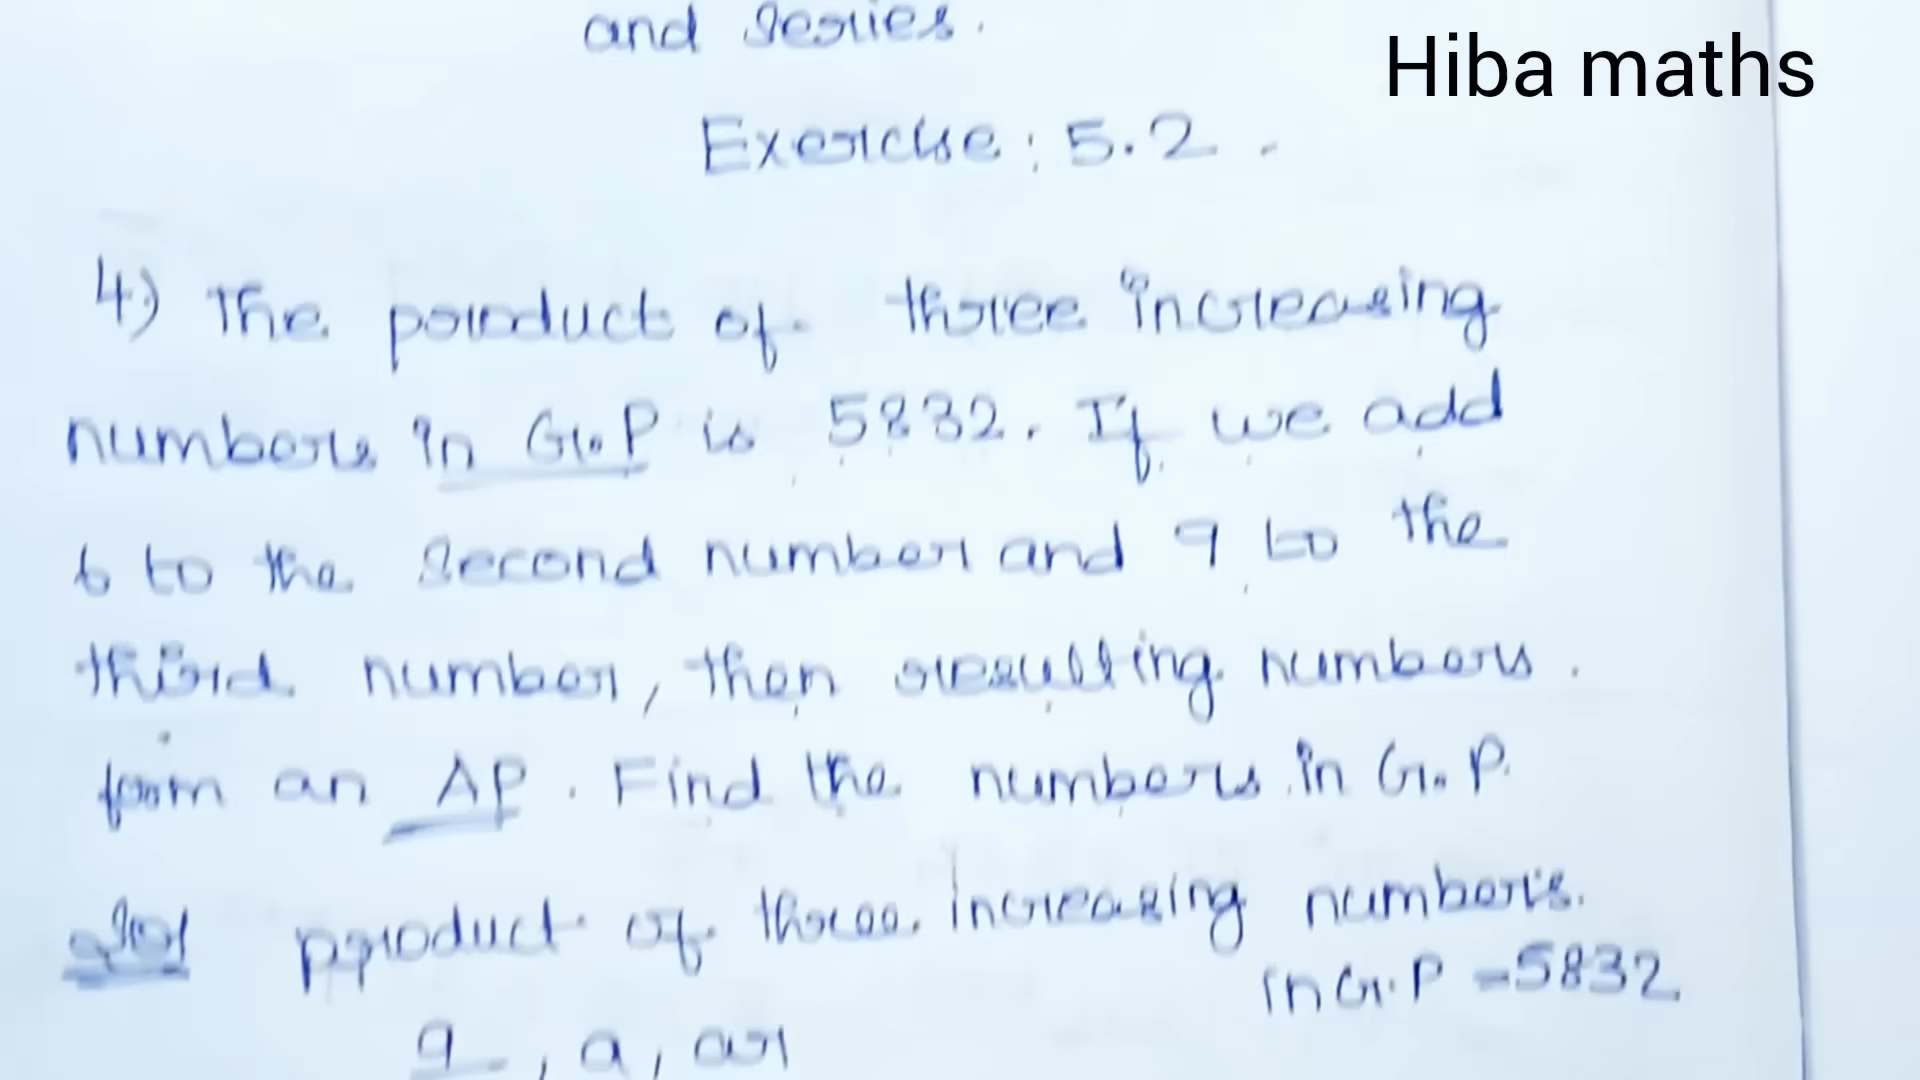 and series.
Hiba maths
Exercise: 5.2.
4) The product of three increasing
numbers in G.P is 5832. If we add
6 to the second number and 9 to the
third number, then resulting numbers.
form an AP. Find the numbers in G.P.
Sol product of three increasing numbers.
in G.P = 5832
a, a, ar